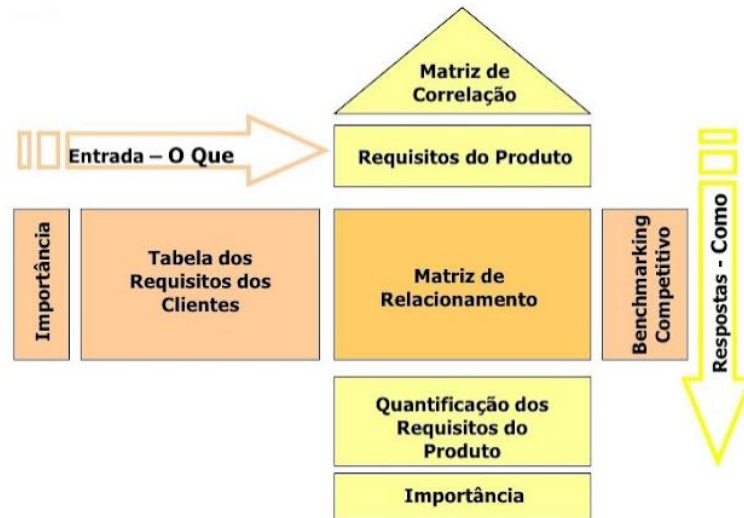 Matriz de
Correlação
Entrada – O Que
Requisitos do Produto
Importância
Tabela dos
Requisitos dos
Clientes
Matriz de
Relacionamento
Benchmarking
Competitivo
Respostas - Como
Quantificação dos
Requisitos do
Produto
Importância